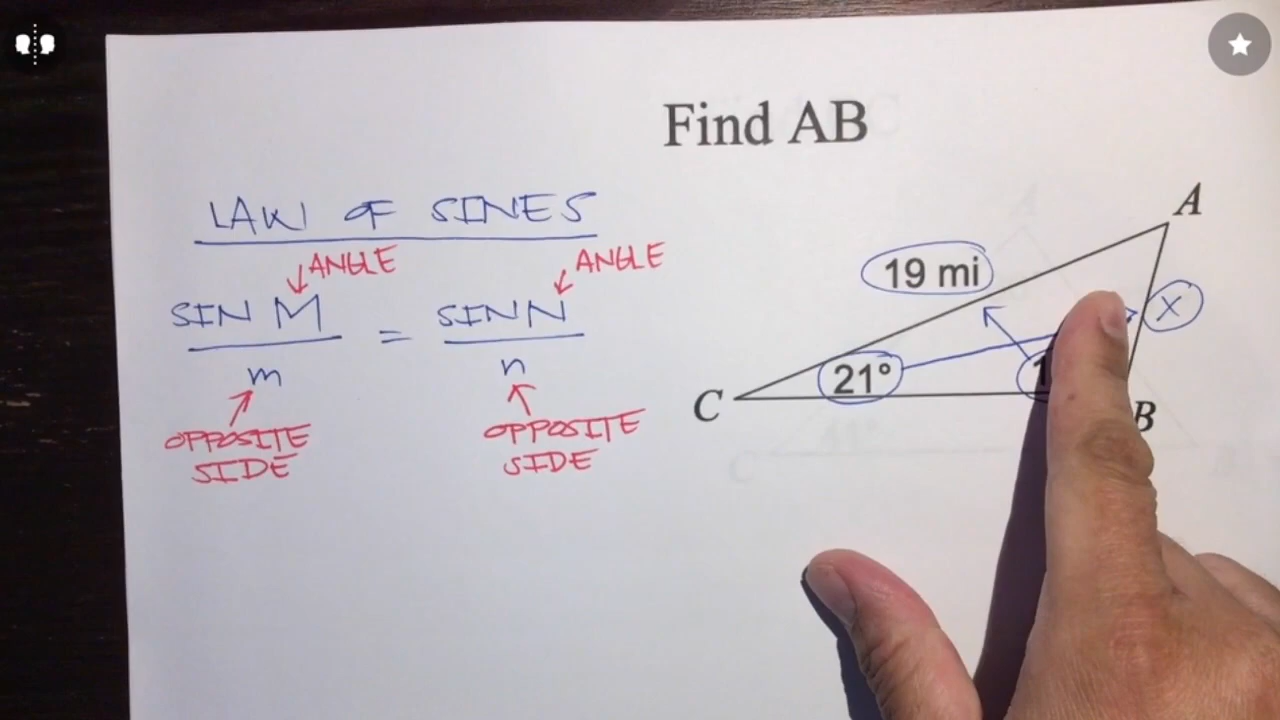 Find AB
LAW OF SINES
ANGLE
ANGLE
SIN M = SIN N
m
n
OPPOSITE
SIDE
OPPOSITE
SIDE
A
19 mi
x
21°
C
B